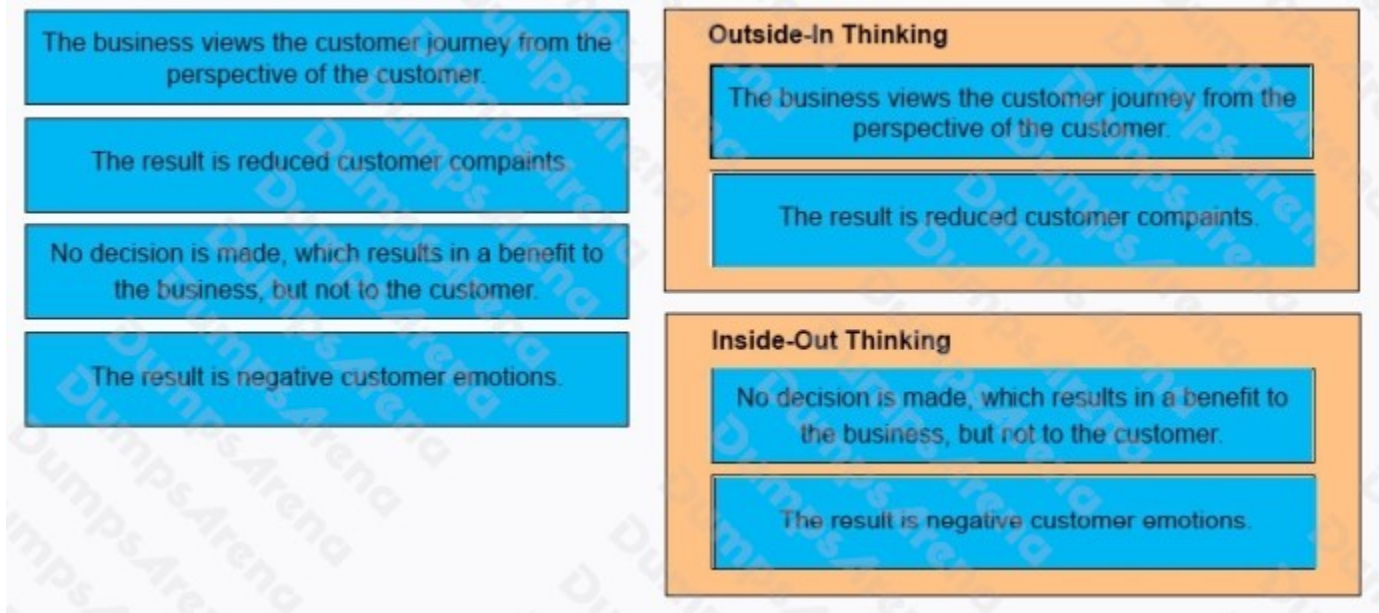 The business views the customer journey from the
perspective of the customer.
The result is reduced customer compaints.
No decision is made, which results in a benefit to
the business, but not to the customer.
The result is negative customer emotions.
Outside-In Thinking
The business views the customer journey from the
perspective of the customer.
The result is reduced customer compaints.
Inside-Out Thinking
No decision is made, which results in a benefit to
the business, but not to the customer.
The result is negative customer emotions.
DumpsArena